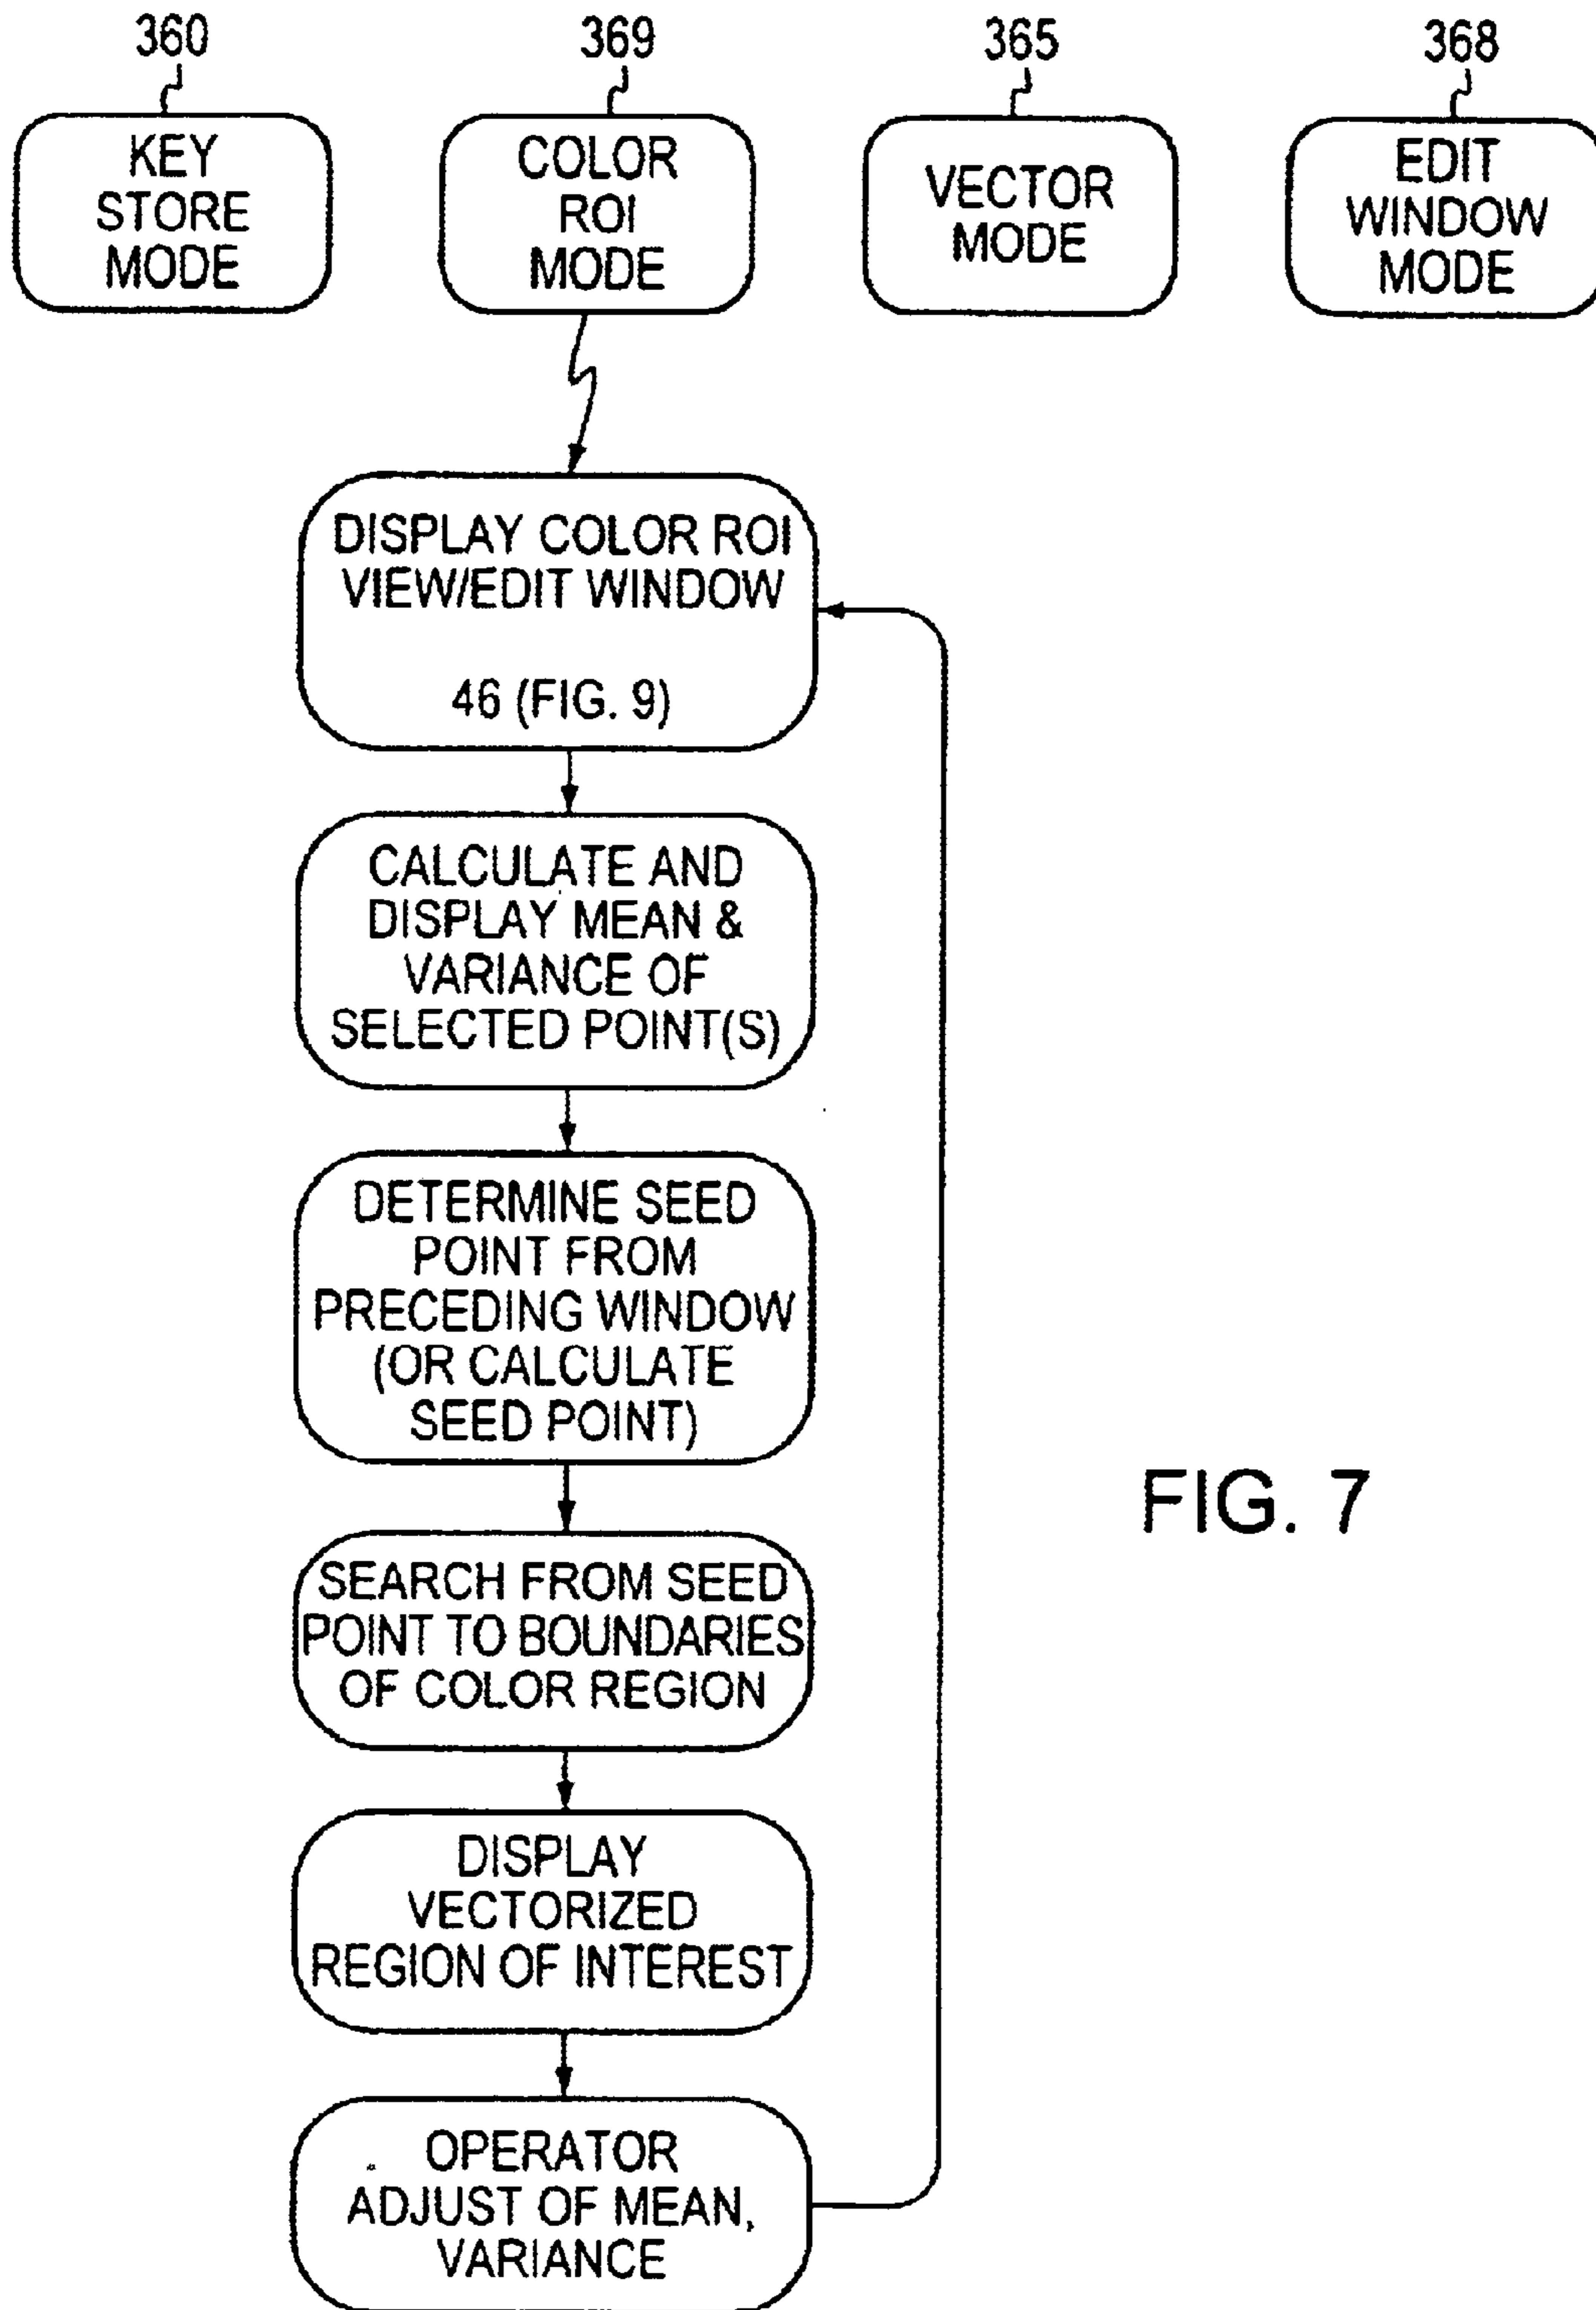 360
369
365
368
KEY
STORE
MODE
COLOR
ROI
MODE
VECTOR
MODE
EDIT
WINDOW
MODE
DISPLAY COLOR ROI
VIEW/EDIT WINDOW
46 (FIG. 9)
CALCULATE AND
DISPLAY MEAN &
VARIANCE OF
SELECTED POINT(S)
DETERMINE SEED
POINT FROM
PRECEDING WINDOW
(OR CALCULATE
SEED POINT)
SEARCH FROM SEED
POINT TO BOUNDARIES
OF COLOR REGION
DISPLAY
VECTORIZED
REGION OF INTEREST
OPERATOR
ADJUST OF MEAN,
VARIANCE
FIG. 7